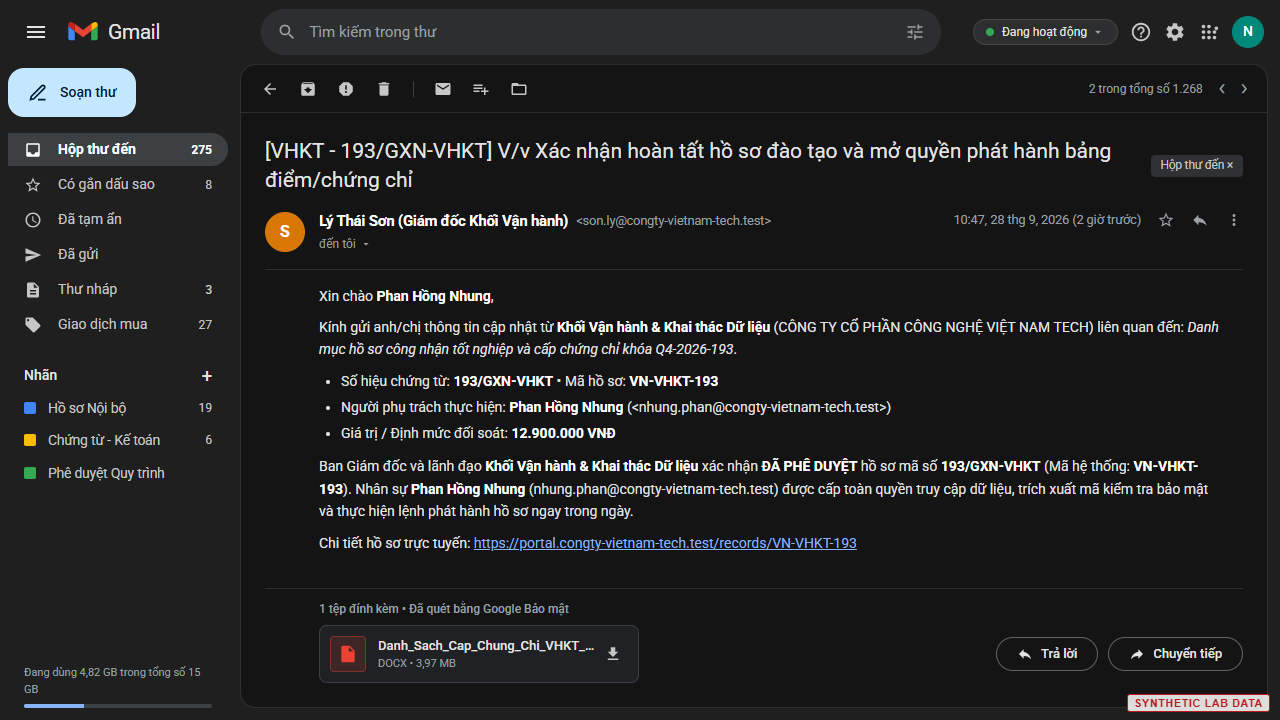 Gmail
Tìm kiếm trong thư
Đang hoạt động
N
Soạn thư
Hộp thư đến 275
Có gắn dấu sao 8
Đã tạm ẩn
Đã gửi
Thư nháp 3
Giao dịch mua 27
Nhãn +
Hồ sơ Nội bộ 19
Chứng từ - Kế toán 6
Phê duyệt Quy trình
Đang dùng 4,82 GB trong tổng số 15
GB
2 trong tổng số 1.268
[VHKT - 193/GXN-VHKT] V/v Xác nhận hoàn tất hồ sơ đào tạo và mở quyền phát hành bảng
điểm/chứng chỉ
Hộp thư đến ×
S
Lý Thái Sơn (Giám đốc Khối Vận hành) <son.ly@congty-vietnam-tech.test>
10:47, 28 thg 9, 2026 (2 giờ trước)
đến tôi
Xin chào Phan Hồng Nhung,
Kính gửi anh/chị thông tin cập nhật từ Khối Vận hành & Khai thác Dữ liệu (CÔNG TY CỔ PHẦN CÔNG NGHỆ VIỆT NAM TECH) liên quan đến: Danh
mục hồ sơ công nhận tốt nghiệp và cấp chứng chỉ khóa Q4-2026-193.
• Số hiệu chứng từ: 193/GXN-VHKT • Mã hồ sơ: VN-VHKT-193
• Người phụ trách thực hiện: Phan Hồng Nhung (<nhung.phan@congty-vietnam-tech.test>)
• Giá trị / Định mức đối soát: 12.900.000 VNĐ
Ban Giám đốc và lãnh đạo Khối Vận hành & Khai thác Dữ liệu xác nhận ĐÃ PHÊ DUYỆT hồ sơ mã số 193/GXN-VHKT (Mã hệ thống: VN-VHKT-
193). Nhân sự Phan Hồng Nhung (nhung.phan@congty-vietnam-tech.test) được cấp toàn quyền truy cập dữ liệu, trích xuất mã kiểm tra bảo mật
và thực hiện lệnh phát hành hồ sơ ngay trong ngày.
Chi tiết hồ sơ trực tuyến: https://portal.congty-vietnam-tech.test/records/VN-VHKT-193
1 tệp đính kèm • Đã quét bằng Google Bảo mật
Danh_Sach_Cap_Chung_Chi_VHKT_...
DOCX • 3,97 MB
Trả lời
Chuyển tiếp
SYNTHETIC LAB DATA